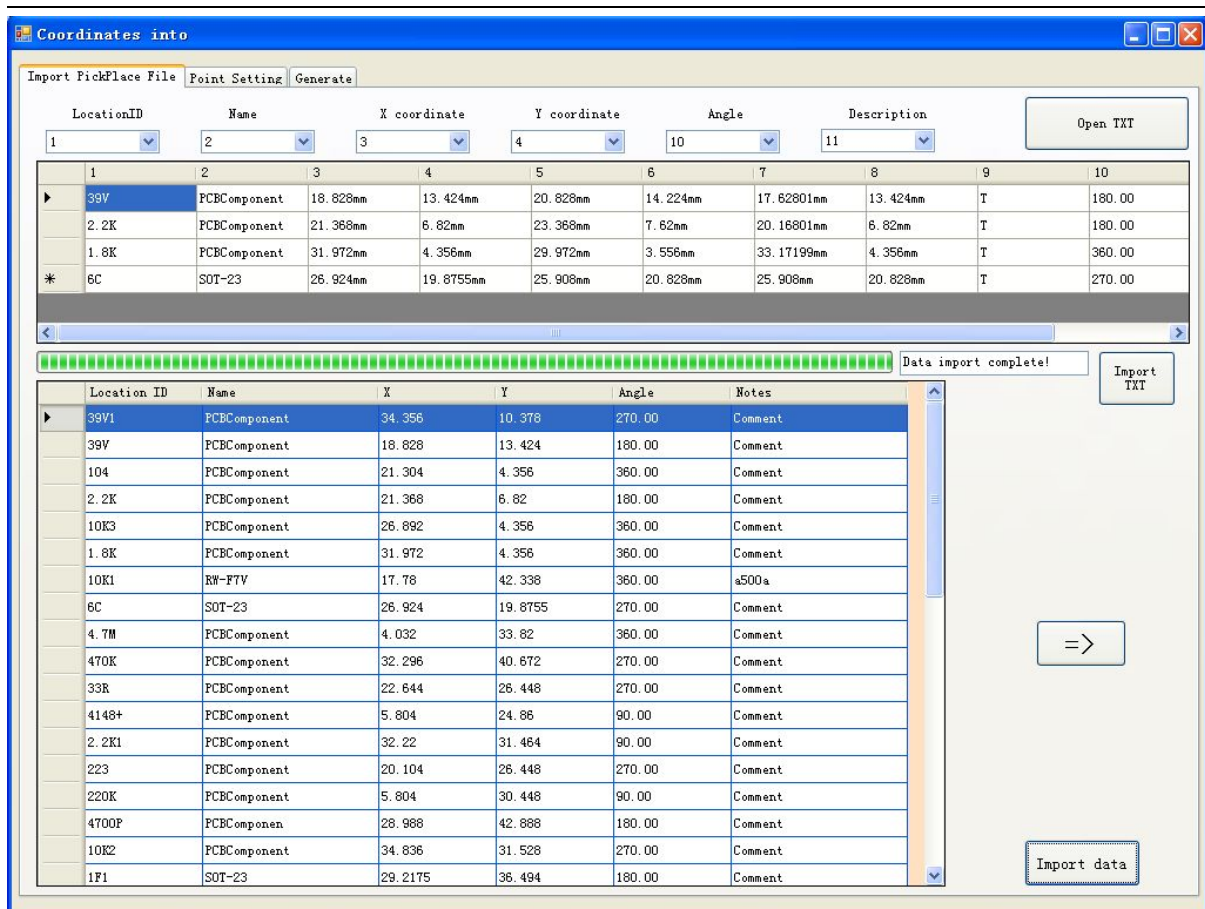 Coordinates into
Import PickPlace File Point Setting Generate
LocationID Name X coordinate Y coordinate Angle Description
Open TXT
1 2 3 4 10 11
1 2 3 4 5 6 7 8 9 10
39V PCBComponent 18.828mm 13.424mm 20.828mm 14.224mm 17.62801mm 13.424mm T 180.00
2.2K PCBComponent 21.368mm 6.82mm 23.368mm 7.62mm 20.16801mm 6.82mm T 180.00
1.8K PCBComponent 31.972mm 4.356mm 29.972mm 3.556mm 33.17199mm 4.356mm T 360.00
6C SOT-23 26.924mm 19.8755mm 25.908mm 20.828mm 25.908mm 20.828mm T 270.00
Data import complete!
Import
TXT
Location ID Name X Y Angle Notes
39V1 PCBComponent 34.356 10.378 270.00 Comment
39V PCBComponent 18.828 13.424 180.00 Comment
104 PCBComponent 21.304 4.356 360.00 Comment
2.2K PCBComponent 21.368 6.82 180.00 Comment
10K3 PCBComponent 26.892 4.356 360.00 Comment
1.8K PCBComponent 31.972 4.356 360.00 Comment
10K1 RW-F7V 17.78 42.338 360.00 a500a
6C SOT-23 26.924 19.8755 270.00 Comment
4.7M PCBComponent 4.032 33.82 360.00 Comment
470K PCBComponent 32.296 40.672 270.00 Comment
33R PCBComponent 22.644 26.448 270.00 Comment
4148+ PCBComponent 5.804 24.86 90.00 Comment
2.2K1 PCBComponent 32.22 31.464 90.00 Comment
223 PCBComponent 20.104 26.448 270.00 Comment
220K PCBComponent 5.804 30.448 90.00 Comment
4700P PCBComponen 28.988 42.888 180.00 Comment
10K2 PCBComponent 34.836 31.528 270.00 Comment
1F1 SOT-23 29.2175 36.494 180.00 Comment
=>
Import data